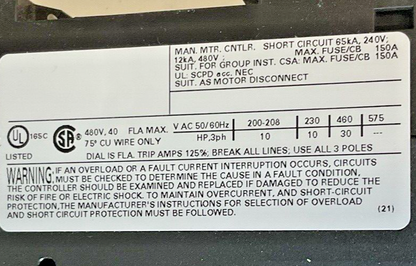 MAN. MTR. CNTLR. SHORT CIRCUIT 65kA, 240V;
12kA, 480V; MAX. FUSE/CB 150A
SUIT. FOR GROUP INST. CSA: MAX. FUSE/CB 150A
UL: SCPD acc. NEC
SUIT. AS MOTOR DISCONNECT
UL 165C SA 480V, 40 FLA MAX. V AC 50/60Hz 200-208 230 460 575
LISTED 75° CU WIRE ONLY HP,3ph 10 10 30 ---
DIAL IS FLA. TRIP AMPS 125%; BREAK LINES; USE ALL 3 POLES
WARNING: IF AN OVERLOAD OR A FAULT CURRENT INTERRUPTION OCCURS, CIRCUITS
MUST BE CHECKED TO DETERMINE THE CAUSE IN A FAULT CONDITION,
THE CONTROLLER SHOULD BE EXAMINED AND REPLACED IF DAMAGED TO REDUCE THE
RISK OF FIRE OR ELECTRIC SHOCK, TO MAINTAIN OVERCURRENT, AND SHORT-CIRCUIT
PROTECTION,THE MANUFACTURER'S INSTRUCTIONS FOR SELECTION OF OVERLOAD
AND SHORT CIRCUIT PROTECTION MUST BE FOLLOWED. (21)